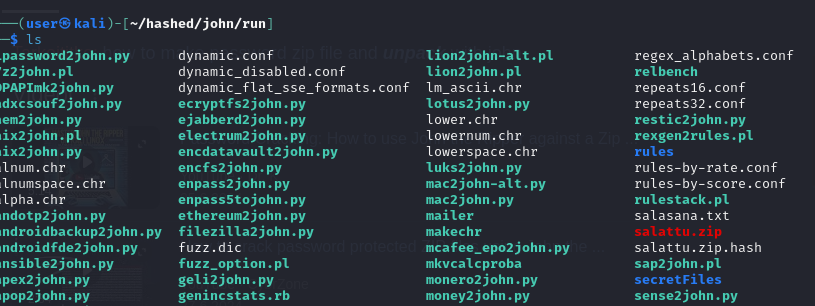 ──(user㉿kali)-[~/hashed/john/run]
─$ ls
lpassword2john.py dynamic.conf lion2john-alt.pl regex_alphabets.conf
7z2john.pl dynamic_disabled.conf lion2john.pl relbench
DPAPImk2john.py dynamic_flat_sse_formats.conf lm_ascii.chr repeats16.conf
adxcsouf2john.py ecryptfs2john.py lotus2john.py repeats32.conf
aem2john.py ejabberd2john.py lower.chr restic2john.py
aix2john.pl electrum2john.py lowernum.chr rexgen2rules.pl
aix2john.py encdatavault2john.py lowerspace.chr rules
alnum.chr encfs2john.py luks2john.py rules-by-rate.conf
alnumspace.chr enpass2john.py mac2john-alt.py rules-by-score.conf
alpha.chr enpass5tojohn.py mac2john.py rulestack.pl
andotp2john.py ethereum2john.py mailer salasana.txt
androidbackup2john.py filezilla2john.py makechr salattu.zip
androidfde2john.py fuzz.dic mcafee_epo2john.py salattu.zip.hash
ansible2john.py fuzz_option.pl mkvcalcproba sap2john.pl
apex2john.py geli2john.py monero2john.py secretFiles
apop2john.py genincstats.rb money2john.py sense2john.py